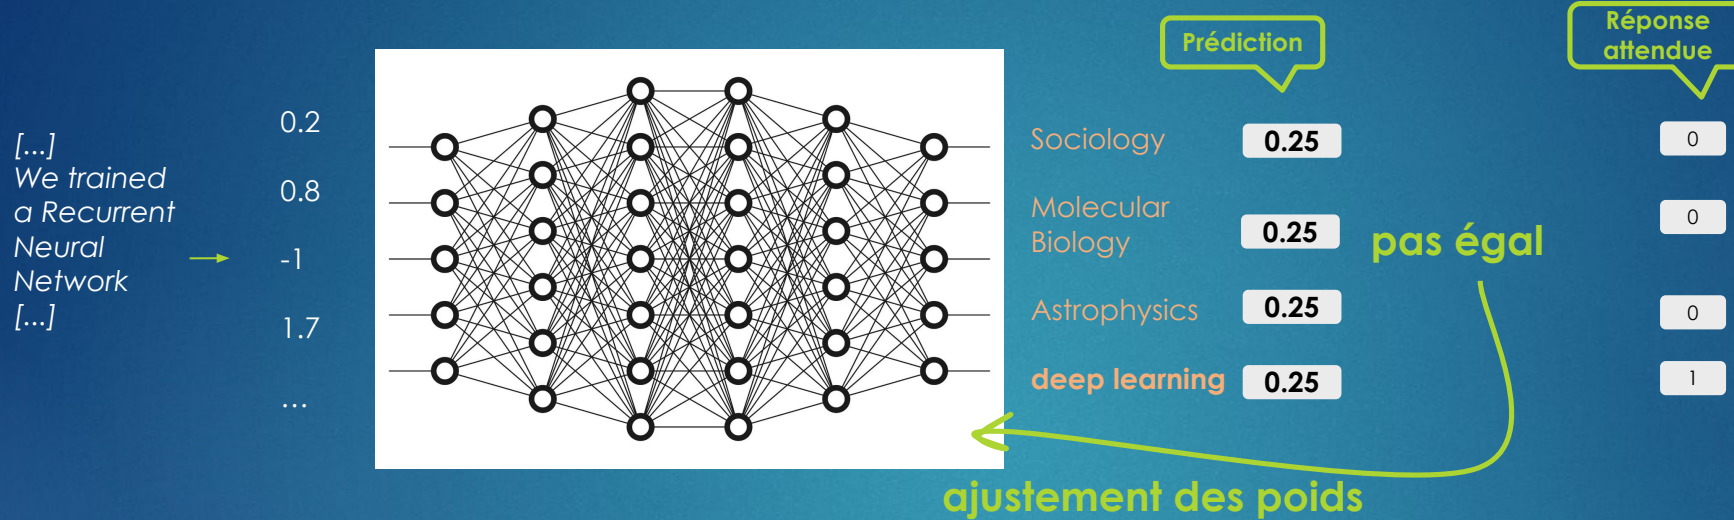 [...]
We trained
a Recurrent
Neural
Network
[...]
0.2
0.8
-1
1.7
...
Prédiction
Réponse
attendue
Sociology
0.25
0
Molecular
Biology
0.25
0
pas égal
Astrophysics
0.25
0
deep learning
0.25
1
ajustement des poids